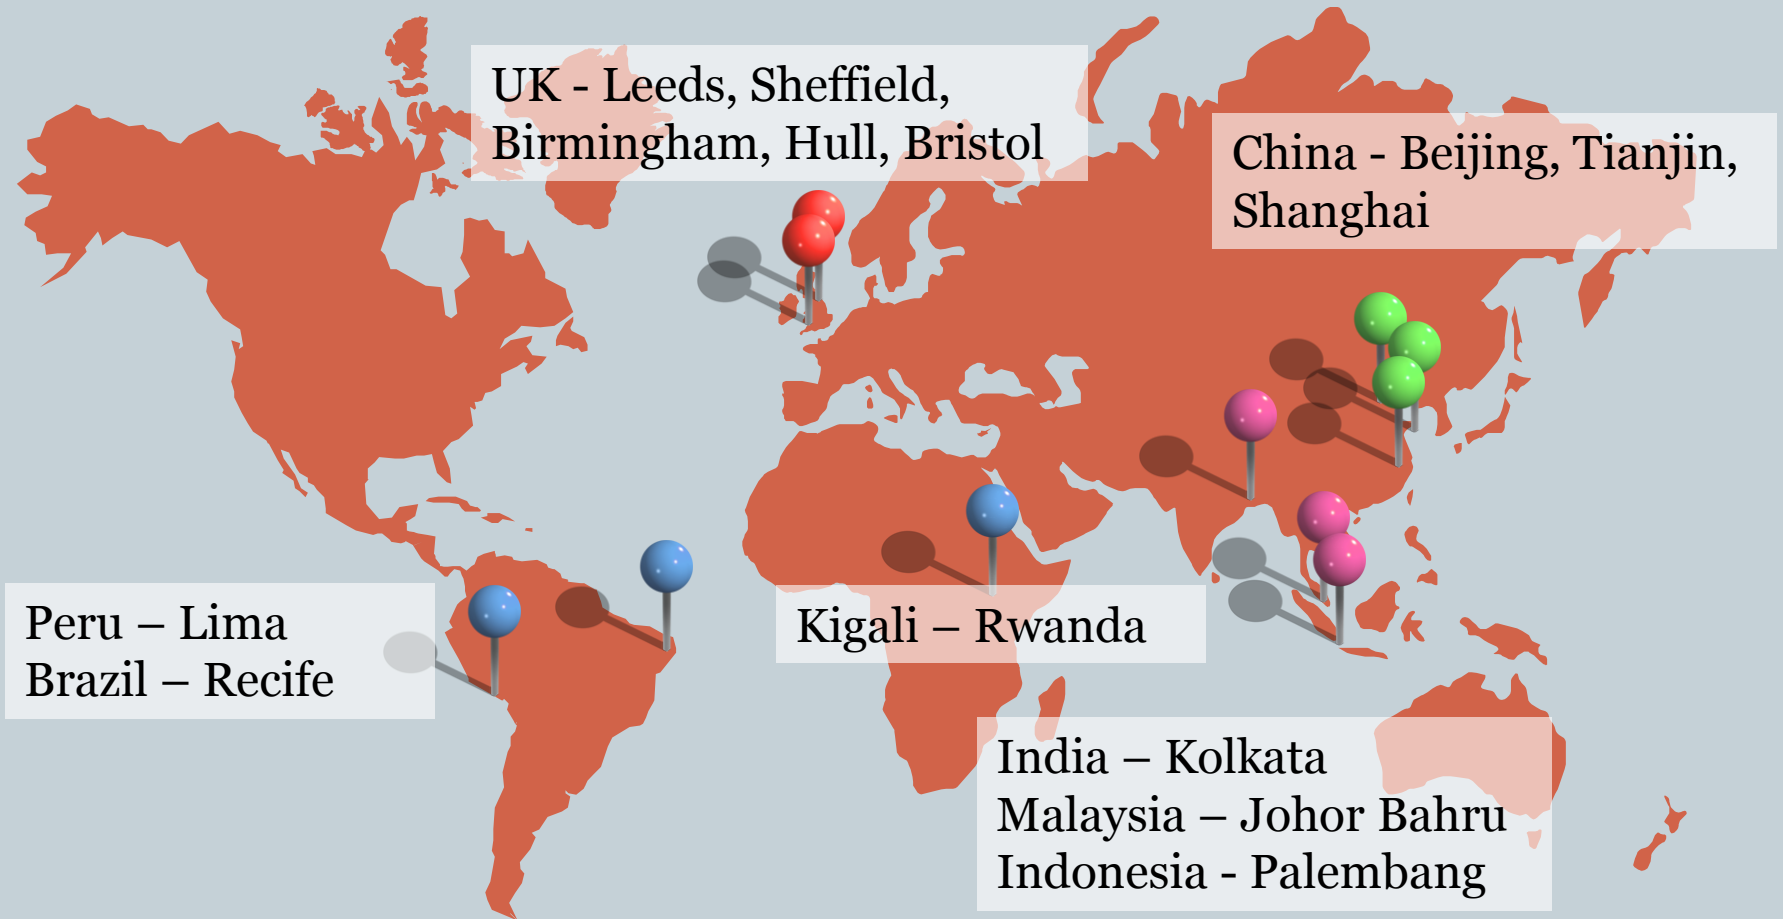 UK - Leeds, Sheffield,
Birmingham, Hull, Bristol
China - Beijing, Tianjin,
Shanghai
Peru – Lima
Brazil – Recife
Kigali – Rwanda
India – Kolkata
Malaysia – Johor Bahru
Indonesia - Palembang